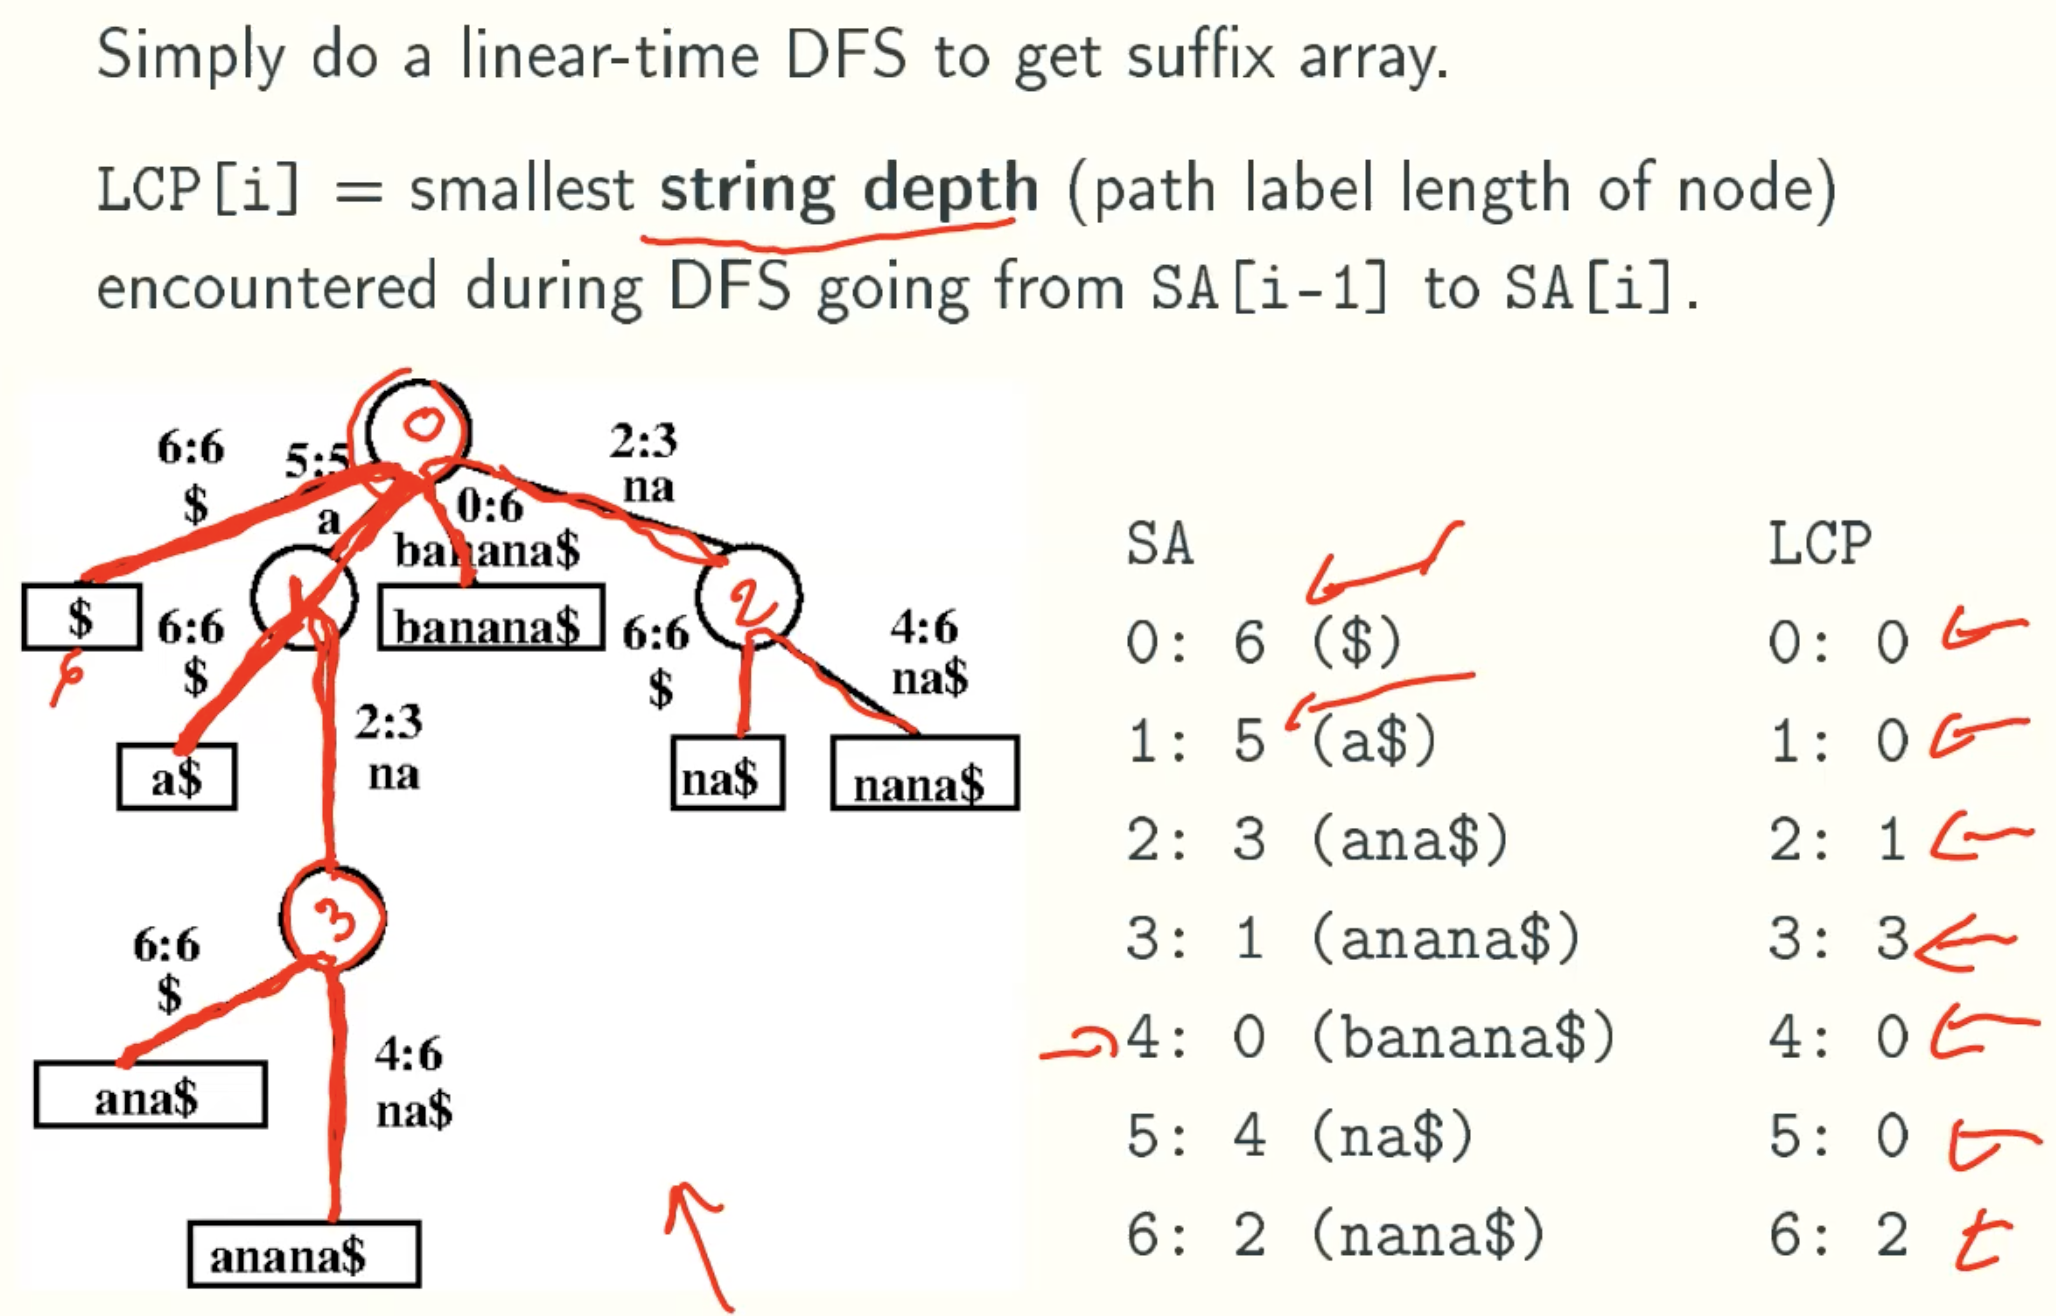 Simply do a linear-time DFS to get suffix array.
LCP[i] = smallest string depth (path label length of node)
encountered during DFS going from SA[i-1] to SA[i].
0
6:6
$
5:5
a
0:6
banana$
2:3
na
$
6
6:6
$
1
banana$
6:6
$
2
4:6
na$
a$
2:3
na
na$
nana$
3
6:6
$
ana$
4:6
na$
anana$
SA LCP
0: 6 ($) 0: 0
1: 5 (a$) 1: 0
2: 3 (ana$) 2: 1
3: 1 (anana$) 3: 3
4: 0 (banana$) 4: 0
5: 4 (na$) 5: 0
6: 2 (nana$) 6: 2